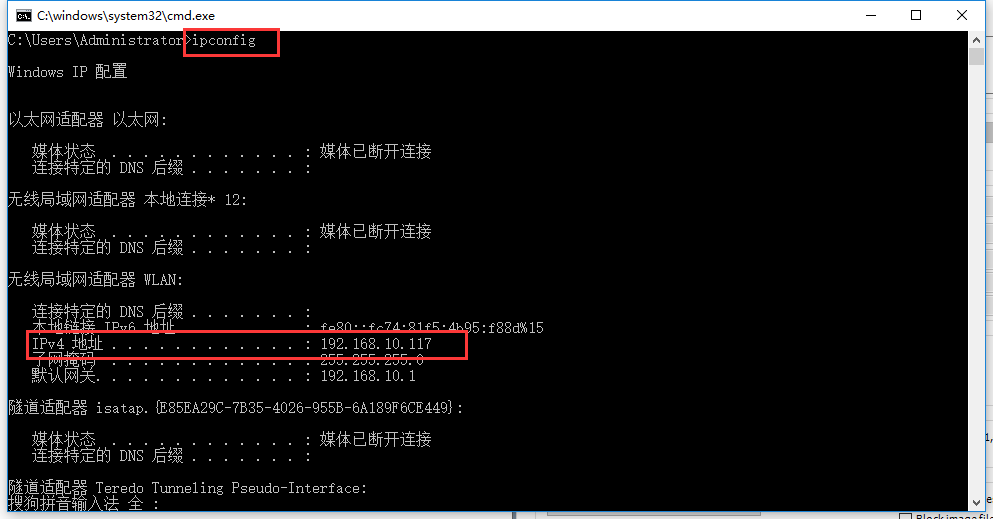 C:\windows\system32\cmd.exe
C:\Users\Administrator>ipconfig
Windows IP 配置
以太网适配器 以太网:
媒体状态 . . . . . . . . . . . . : 媒体已断开连接
连接特定的 DNS 后缀 . . . . . . . :
无线局域网适配器 本地连接* 12:
媒体状态 . . . . . . . . . . . . : 媒体已断开连接
连接特定的 DNS 后缀 . . . . . . . :
无线局域网适配器 WLAN:
连接特定的 DNS 后缀 . . . . . . . :
本地链接 IPv6 地址. . . . . . . . : fe80::fc74:81f5:4b95:f88d%15
IPv4 地址 . . . . . . . . . . . . : 192.168.10.117
子网掩码 . . . . . . . . . . . . : 255.255.255.0
默认网关. . . . . . . . . . . . . : 192.168.10.1
隧道适配器 isatap.{E85EA29C-7B35-4026-955B-6A189F6CE449}:
媒体状态 . . . . . . . . . . . . : 媒体已断开连接
连接特定的 DNS 后缀 . . . . . . . :
隧道适配器 Teredo Tunneling Pseudo-Interface:
搜狗拼音输入法 全 :